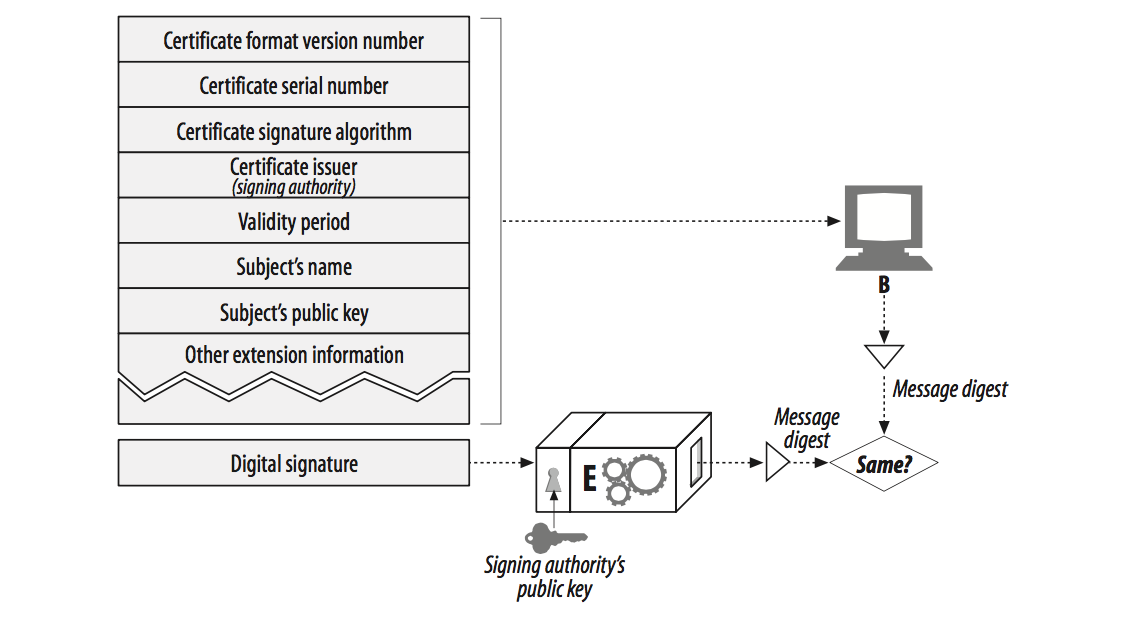 Certificate format version number
Certificate serial number
Certificate signature algorithm
Certificate issuer
(signing authority)
Validity period
Subject's name
Subject's public key
Other extension information
B
Message digest
Digital signature
E
Message
digest
Same?
Signing authority's
public key